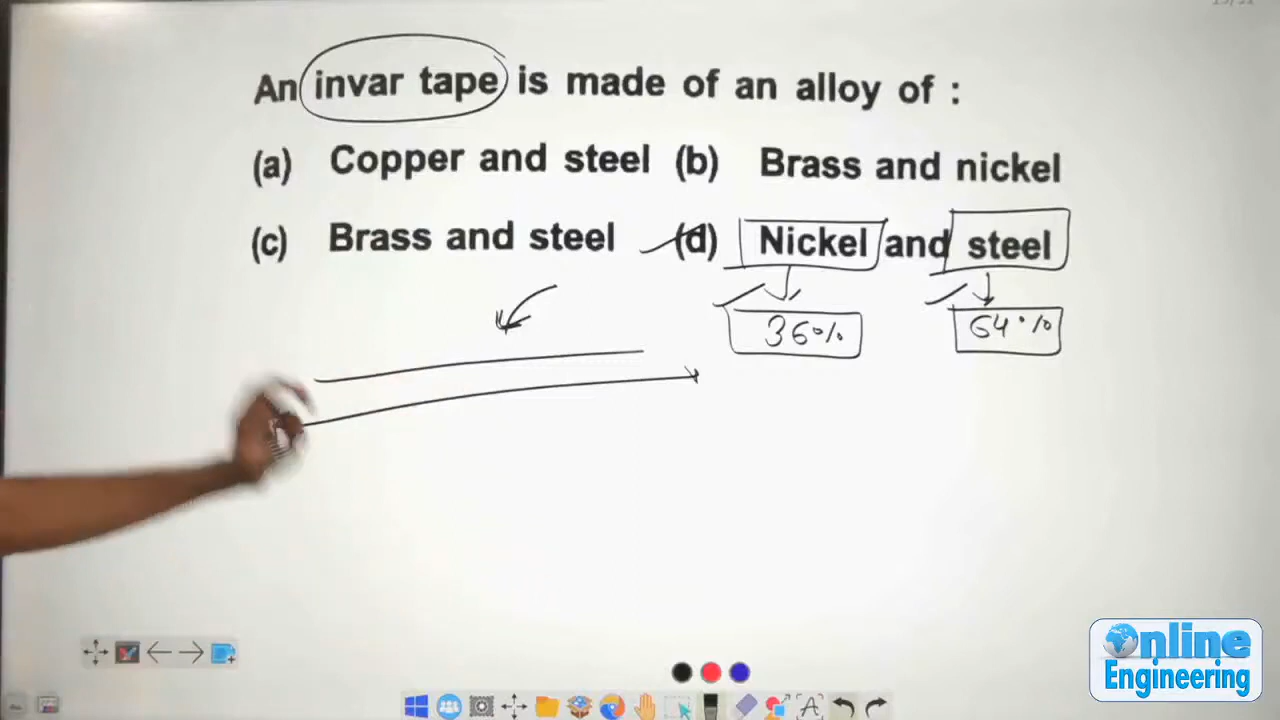 An invar tape is made of an alloy of :
(a) Copper and steel (b) Brass and nickel
(c) Brass and steel (d) Nickel and steel
36% 64%
Online
Engineering